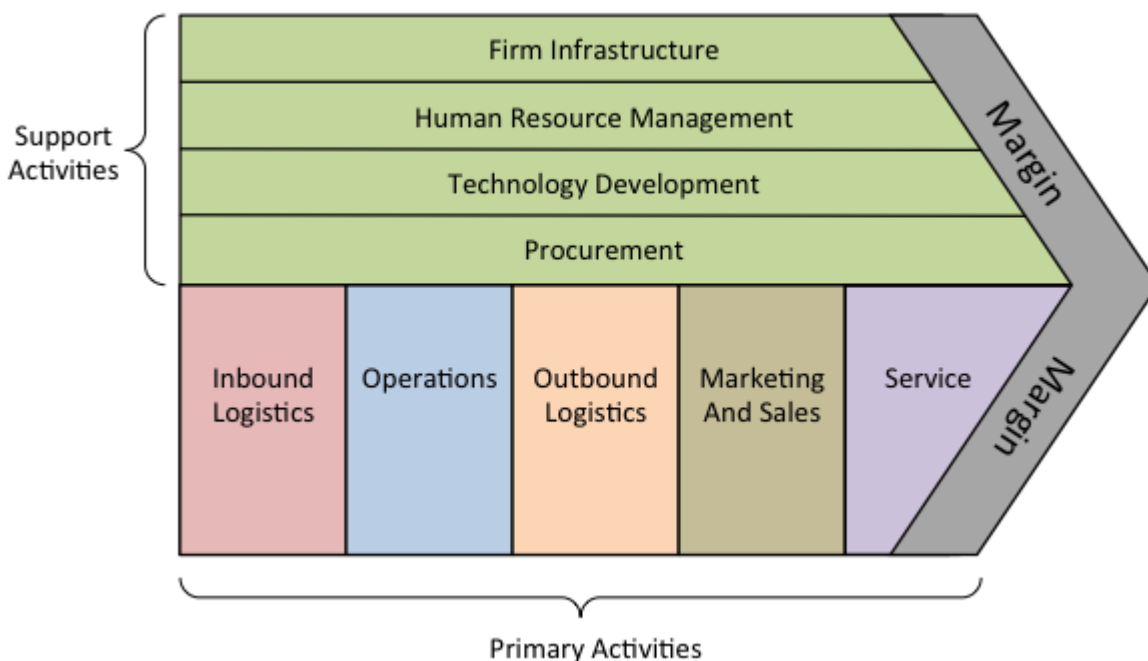 Firm Infrastructure
Human Resource Management
Support
Activities
Technology Development
Procurement
Margin
Inbound
Logistics
Operations
Outbound
Logistics
Marketing
And Sales
Service
Margin
Primary Activities